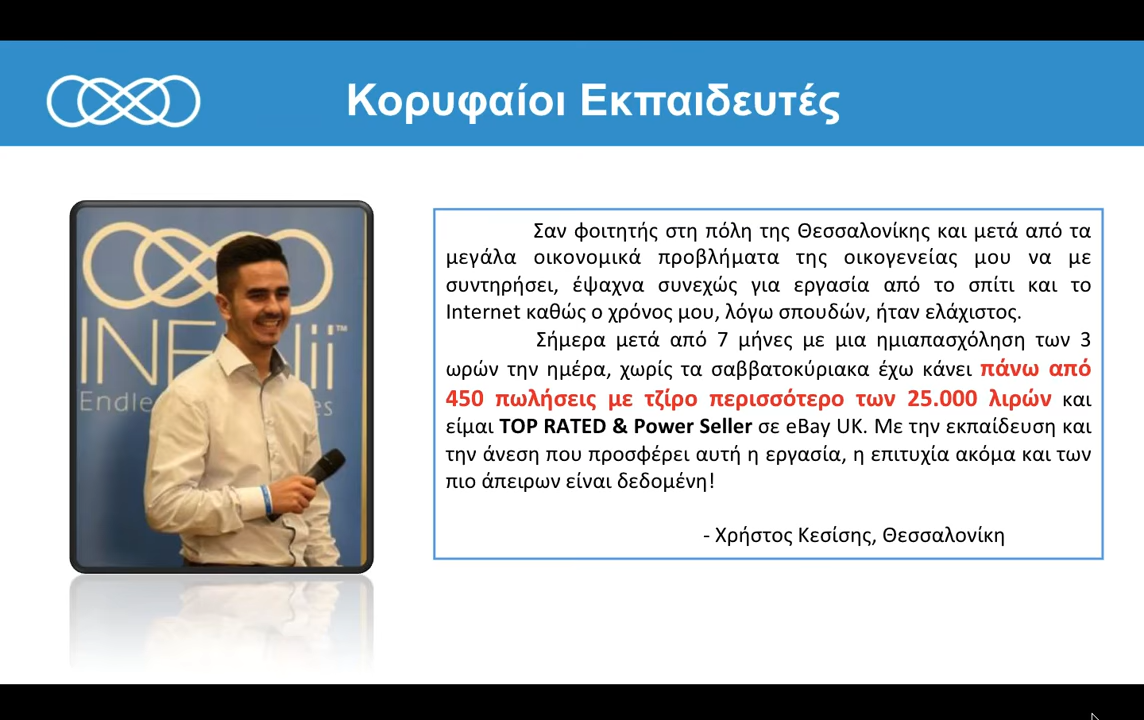 Κορυφαίοι Εκπαιδευτές
INF ii™
Endle es
Σαν φοιτητής στη πόλη της Θεσσαλονίκης και μετά από τα
μεγάλα οικονομικά προβλήματα της οικογενείας μου να με
συντηρήσει, έψαχνα συνεχώς για εργασία από το σπίτι και το
Internet καθώς ο χρόνος μου, λόγω σπουδών, ήταν ελάχιστος.
Σήμερα μετά από 7 μήνες με μια ημιαπασχόληση των 3
ωρών την ημέρα, χωρίς τα σαββατοκύριακα έχω κάνει πάνω από
450 πωλήσεις με τζίρο περισσότερο των 25.000 λιρών και
είμαι TOP RATED & Power Seller σε eBay UK. Με την εκπαίδευση και
την άνεση που προσφέρει αυτή η εργασία, η επιτυχία ακόμα και των
πιο άπειρων είναι δεδομένη!
- Χρήστος Κεσίσης, Θεσσαλονίκη